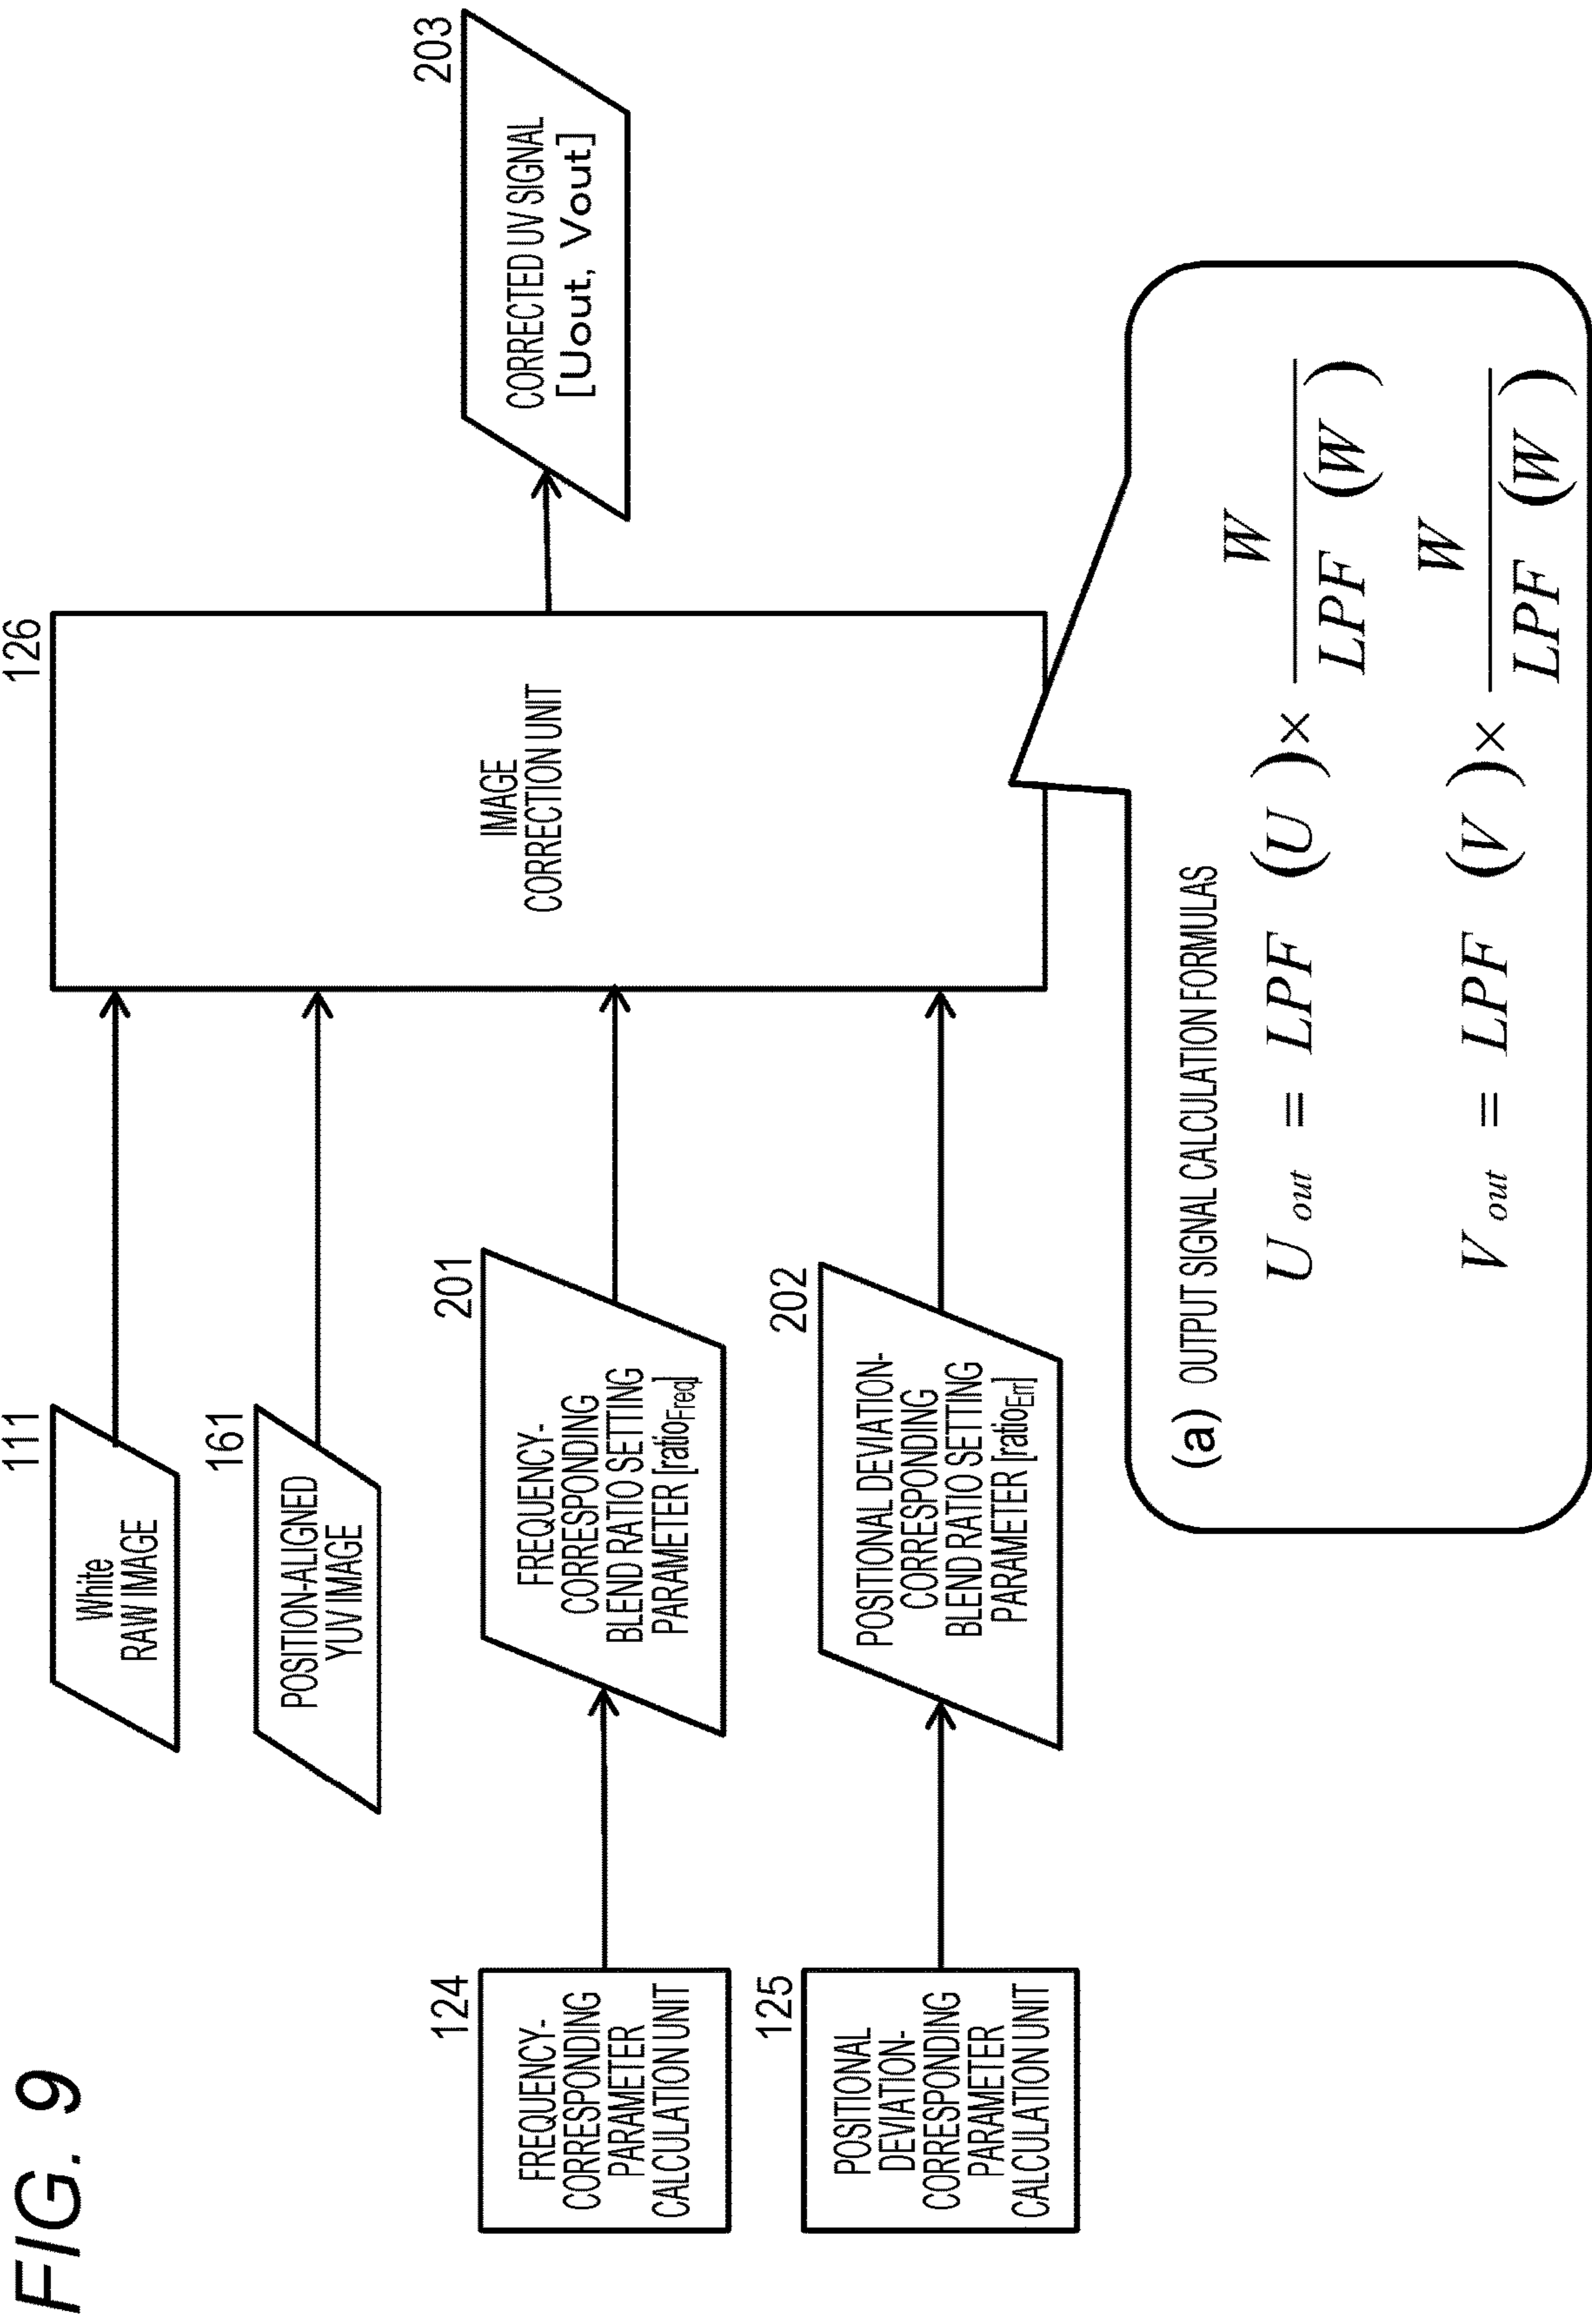 FIG. 9
111
White
RAW IMAGE
161
POSITION-ALIGNED
YUV IMAGE
124
FREQUENCY-
CORRESPONDING
PARAMETER
CALCULATION UNIT
201
FREQUENCY-
CORRESPONDING
BLEND RATIO SETTING
PARAMETER [ratioFreq]
125
POSITIONAL
DEVIATION-
CORRESPONDING
PARAMETER
CALCULATION UNIT
202
POSITIONAL DEVIATION-
CORRESPONDING
BLEND RATIO SETTING
PARAMETER [ratioErr]
126
IMAGE
CORRECTION UNIT
203
CORRECTED UV SIGNAL
[Uout, Vout]
(a) OUTPUT SIGNAL CALCULATION FORMULAS
U out = LPF (U) × W / LPF (W)
V out = LPF (V) × W / LPF (W)